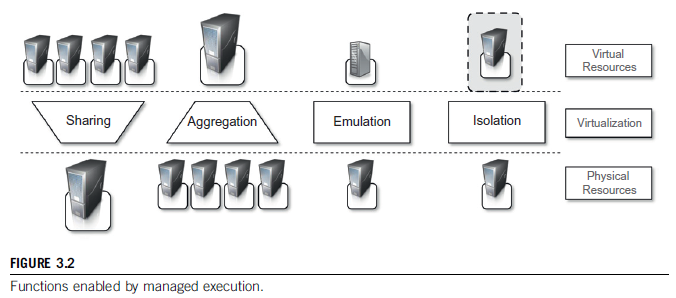 Virtual
Resources
Sharing
Aggregation
Emulation
Isolation
Virtualization
Physical
Resources
FIGURE 3.2
Functions enabled by managed execution.